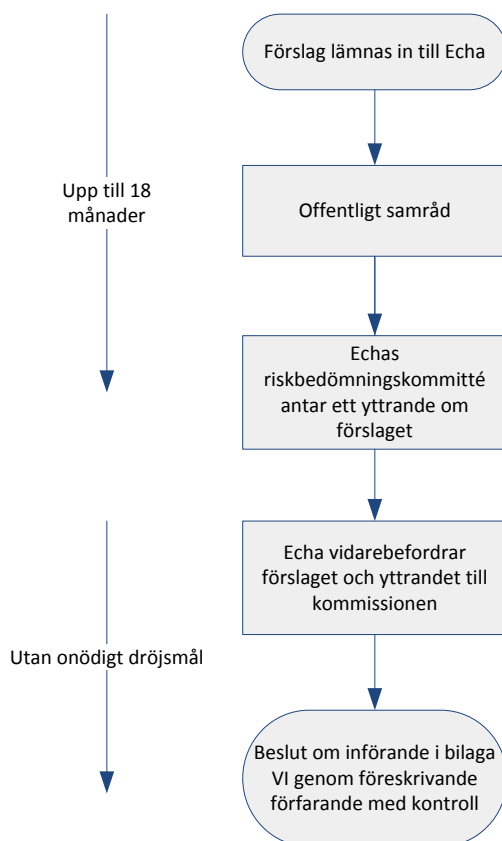 Förslag lämnas in till Echa
Upp till 18
månader
Offentligt samråd
Echas
riskbedömningskommitté
antar ett yttrande om
förslaget
Echa vidarebefordrar
förslaget och yttrandet till
kommissionen
Utan onödigt dröjsmål
Beslut om införande i bilaga
VI genom föreskrivande
förfarande med kontroll